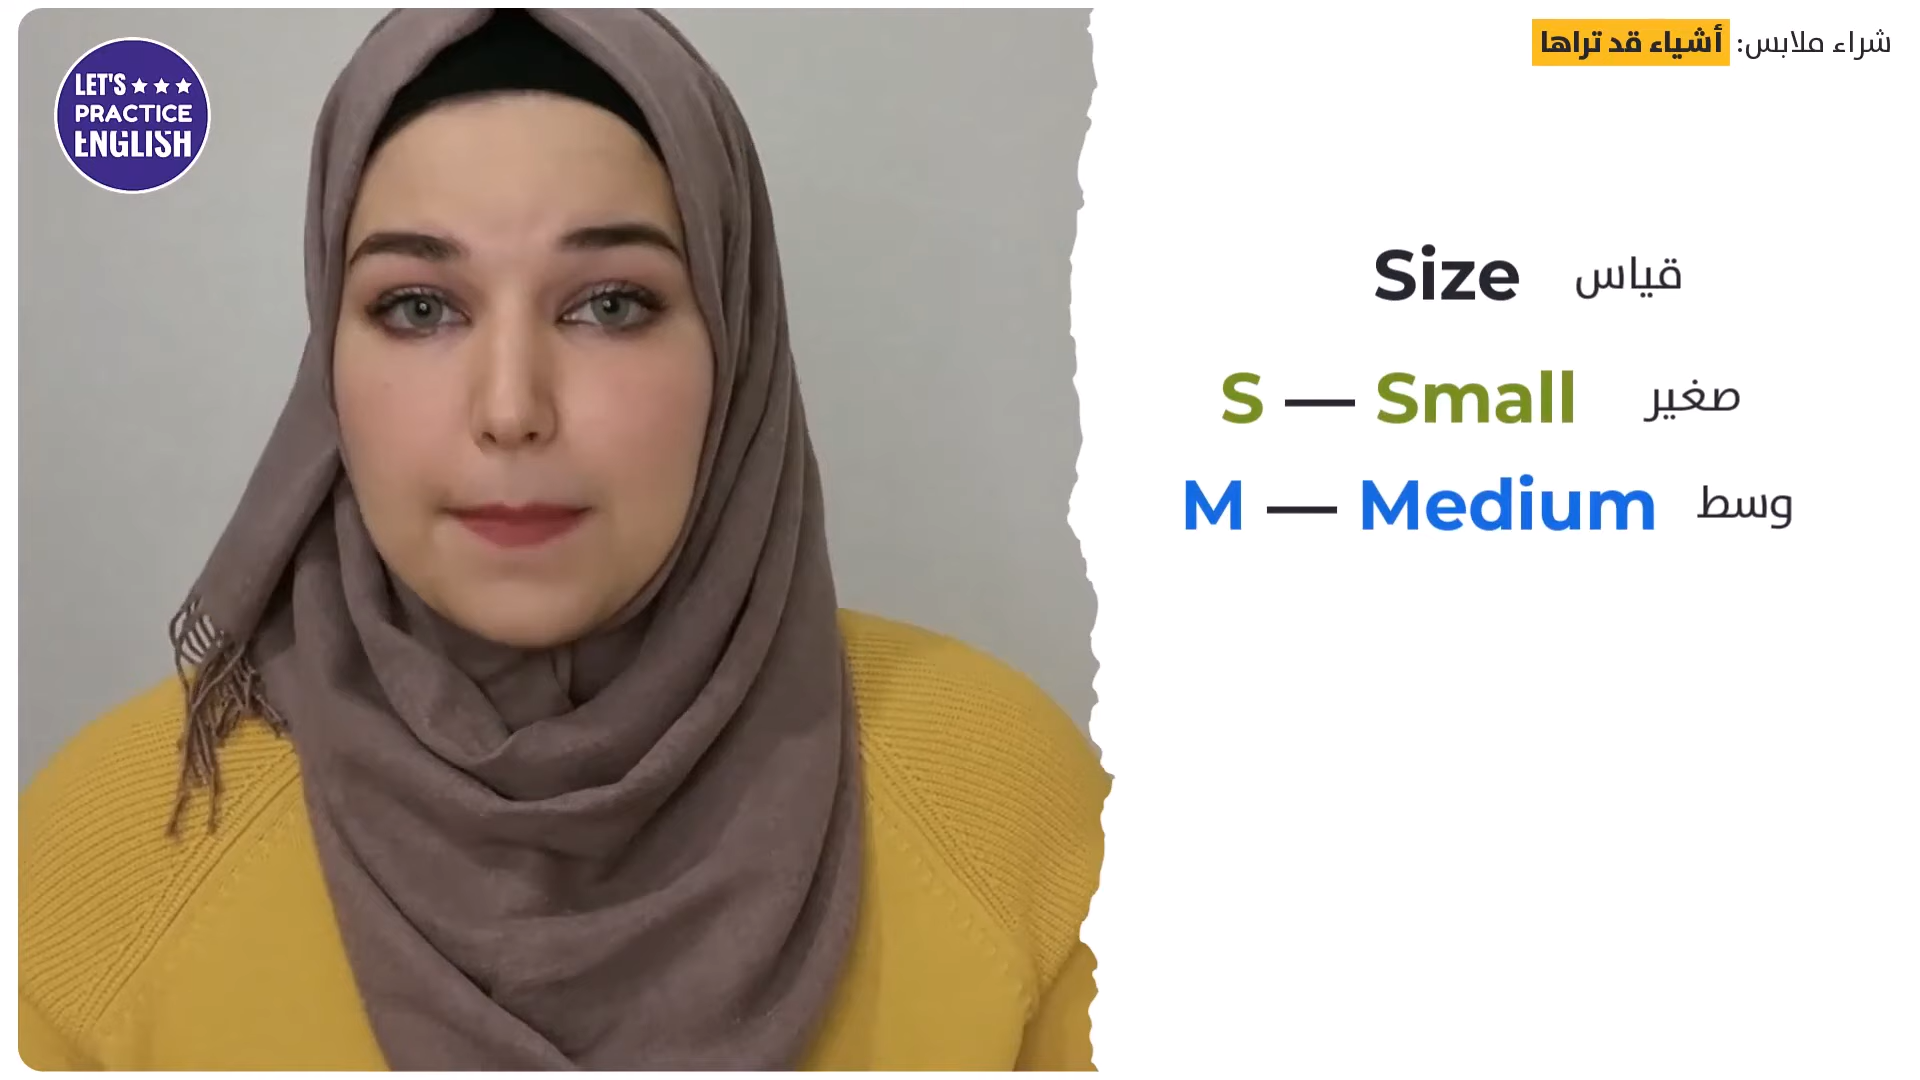 LET'S
PRACTICE
ENGLISH
شراء ملابس: أشياء قد تراها
Size قياس
S — Small صغير
M — Medium وسط